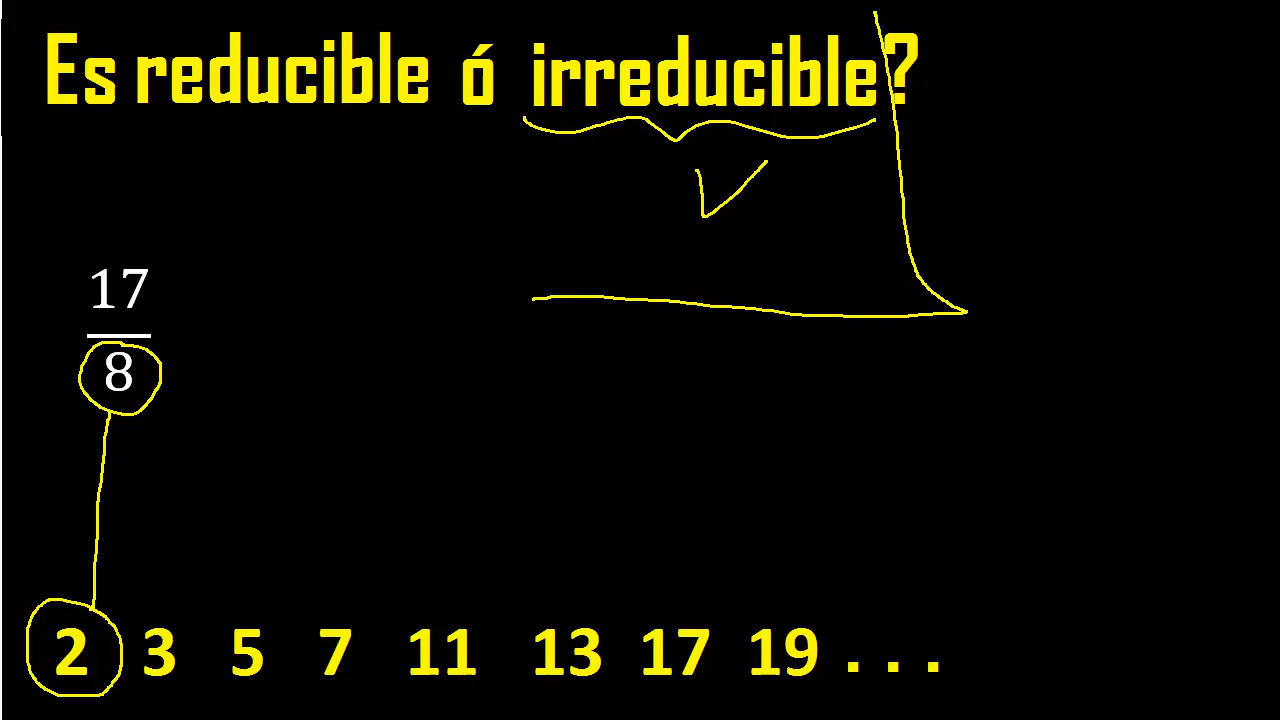 Es reducible ó irreducible?
17
8
2 3 5 7 11 13 17 19 . . .